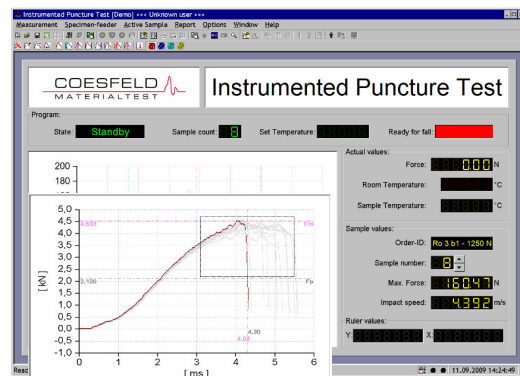 Instrumented Puncture Test [Demo] ••• Unknown user •••
Measurement Specimen-feeder Active Sample Report Options Window Help
COESFELD
MATERIALTEST
Instrumented Puncture Test
Program:
State: Standby Sample count: 8 Set Temperature: Ready for fall:
Actual values:
Force: 0.00 N
Room Temperature: °C
Sample Temperature: °C
Sample values:
Order-ID: Ro 3 b1 - 1250 N
Sample number: 8
Max. Force: N
Impact speed: 4.392 m/s
Ruler values:
Y: X:
200
180
5,0
4,5
4,0
3,5
3,0
2,5
2,0
1,5
1,0
0,5
0,0
-0,5
-1,0
[kN]
Fm
Fp
4,30
0 1 2 3 4 5 6
[ms]
11.09.2009 14:24:49